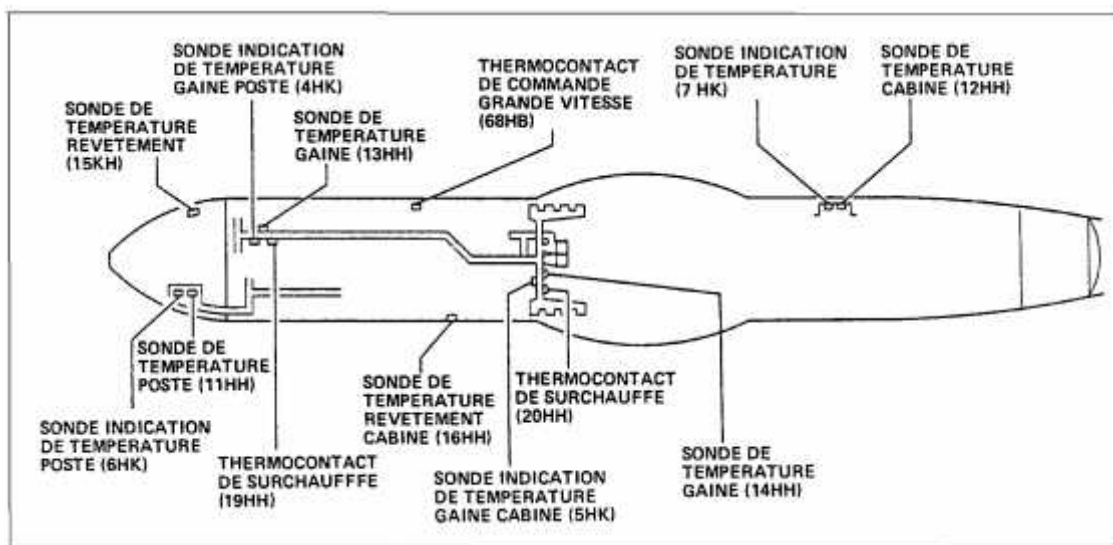 SONDE INDICATION
DE TEMPERATURE
GAINE POSTE (4HK)
SONDE DE
TEMPERATURE
REVETEMENT
(15KH)
SONDE DE
TEMPERATURE
GAINE (13HH)
THERMOCONTACT
DE COMMANDE
GRANDE VITESSE
(68HB)
SONDE INDICATION
DE TEMPERATURE
(7 HK)
SONDE DE
TEMPERATURE
CABINE (12HH)
SONDE DE
TEMPERATURE
POSTE (11HH)
SONDE INDICATION
DE TEMPERATURE
POSTE (6HK)
THERMOCONTACT
DE SURCHAUFFFE
(19HH)
SONDE DE
TEMPERATURE
REVETEMENT
CABINE (16HH)
THERMOCONTACT
DE SURCHAUFFE
(20HH)
SONDE INDICATION
DE TEMPERATURE
GAINE CABINE (5HK)
SONDE DE
TEMPERATURE
GAINE (14HH)